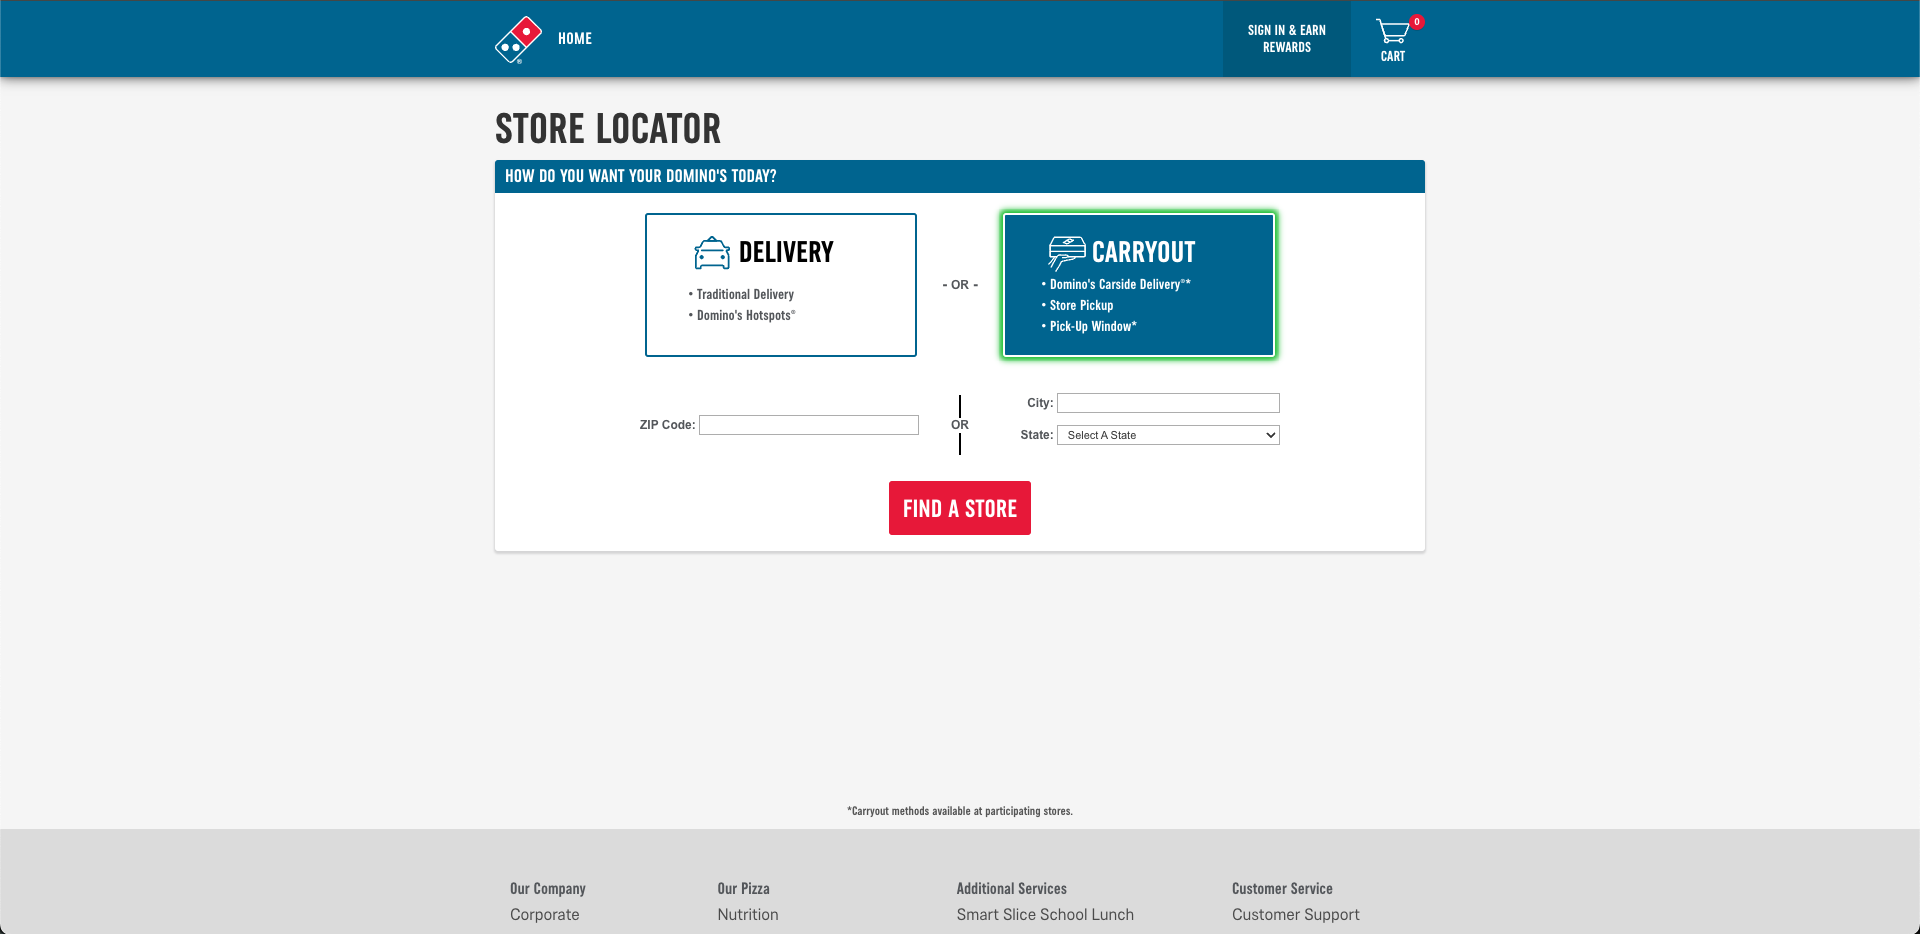 HOME
SIGN IN & EARN
REWARDS
0
CART
STORE LOCATOR
HOW DO YOU WANT YOUR DOMINO'S TODAY?
DELIVERY
• Traditional Delivery
• Domino's Hotspots®
- OR -
CARRYOUT
• Domino's Carside Delivery®*
• Store Pickup
• Pick-Up Window*
ZIP Code:
OR
City:
State: Select A State
FIND A STORE
*Carryout methods available at participating stores.
Our Company
Corporate
Our Pizza
Nutrition
Additional Services
Smart Slice School Lunch
Customer Service
Customer Support